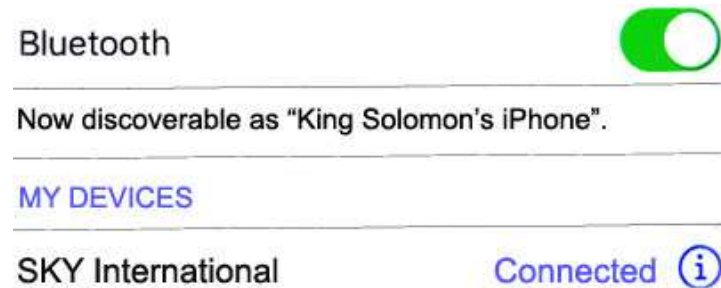 Bluetooth
Now discoverable as “King Solomon’s iPhone”.
MY DEVICES
SKY International Connected i